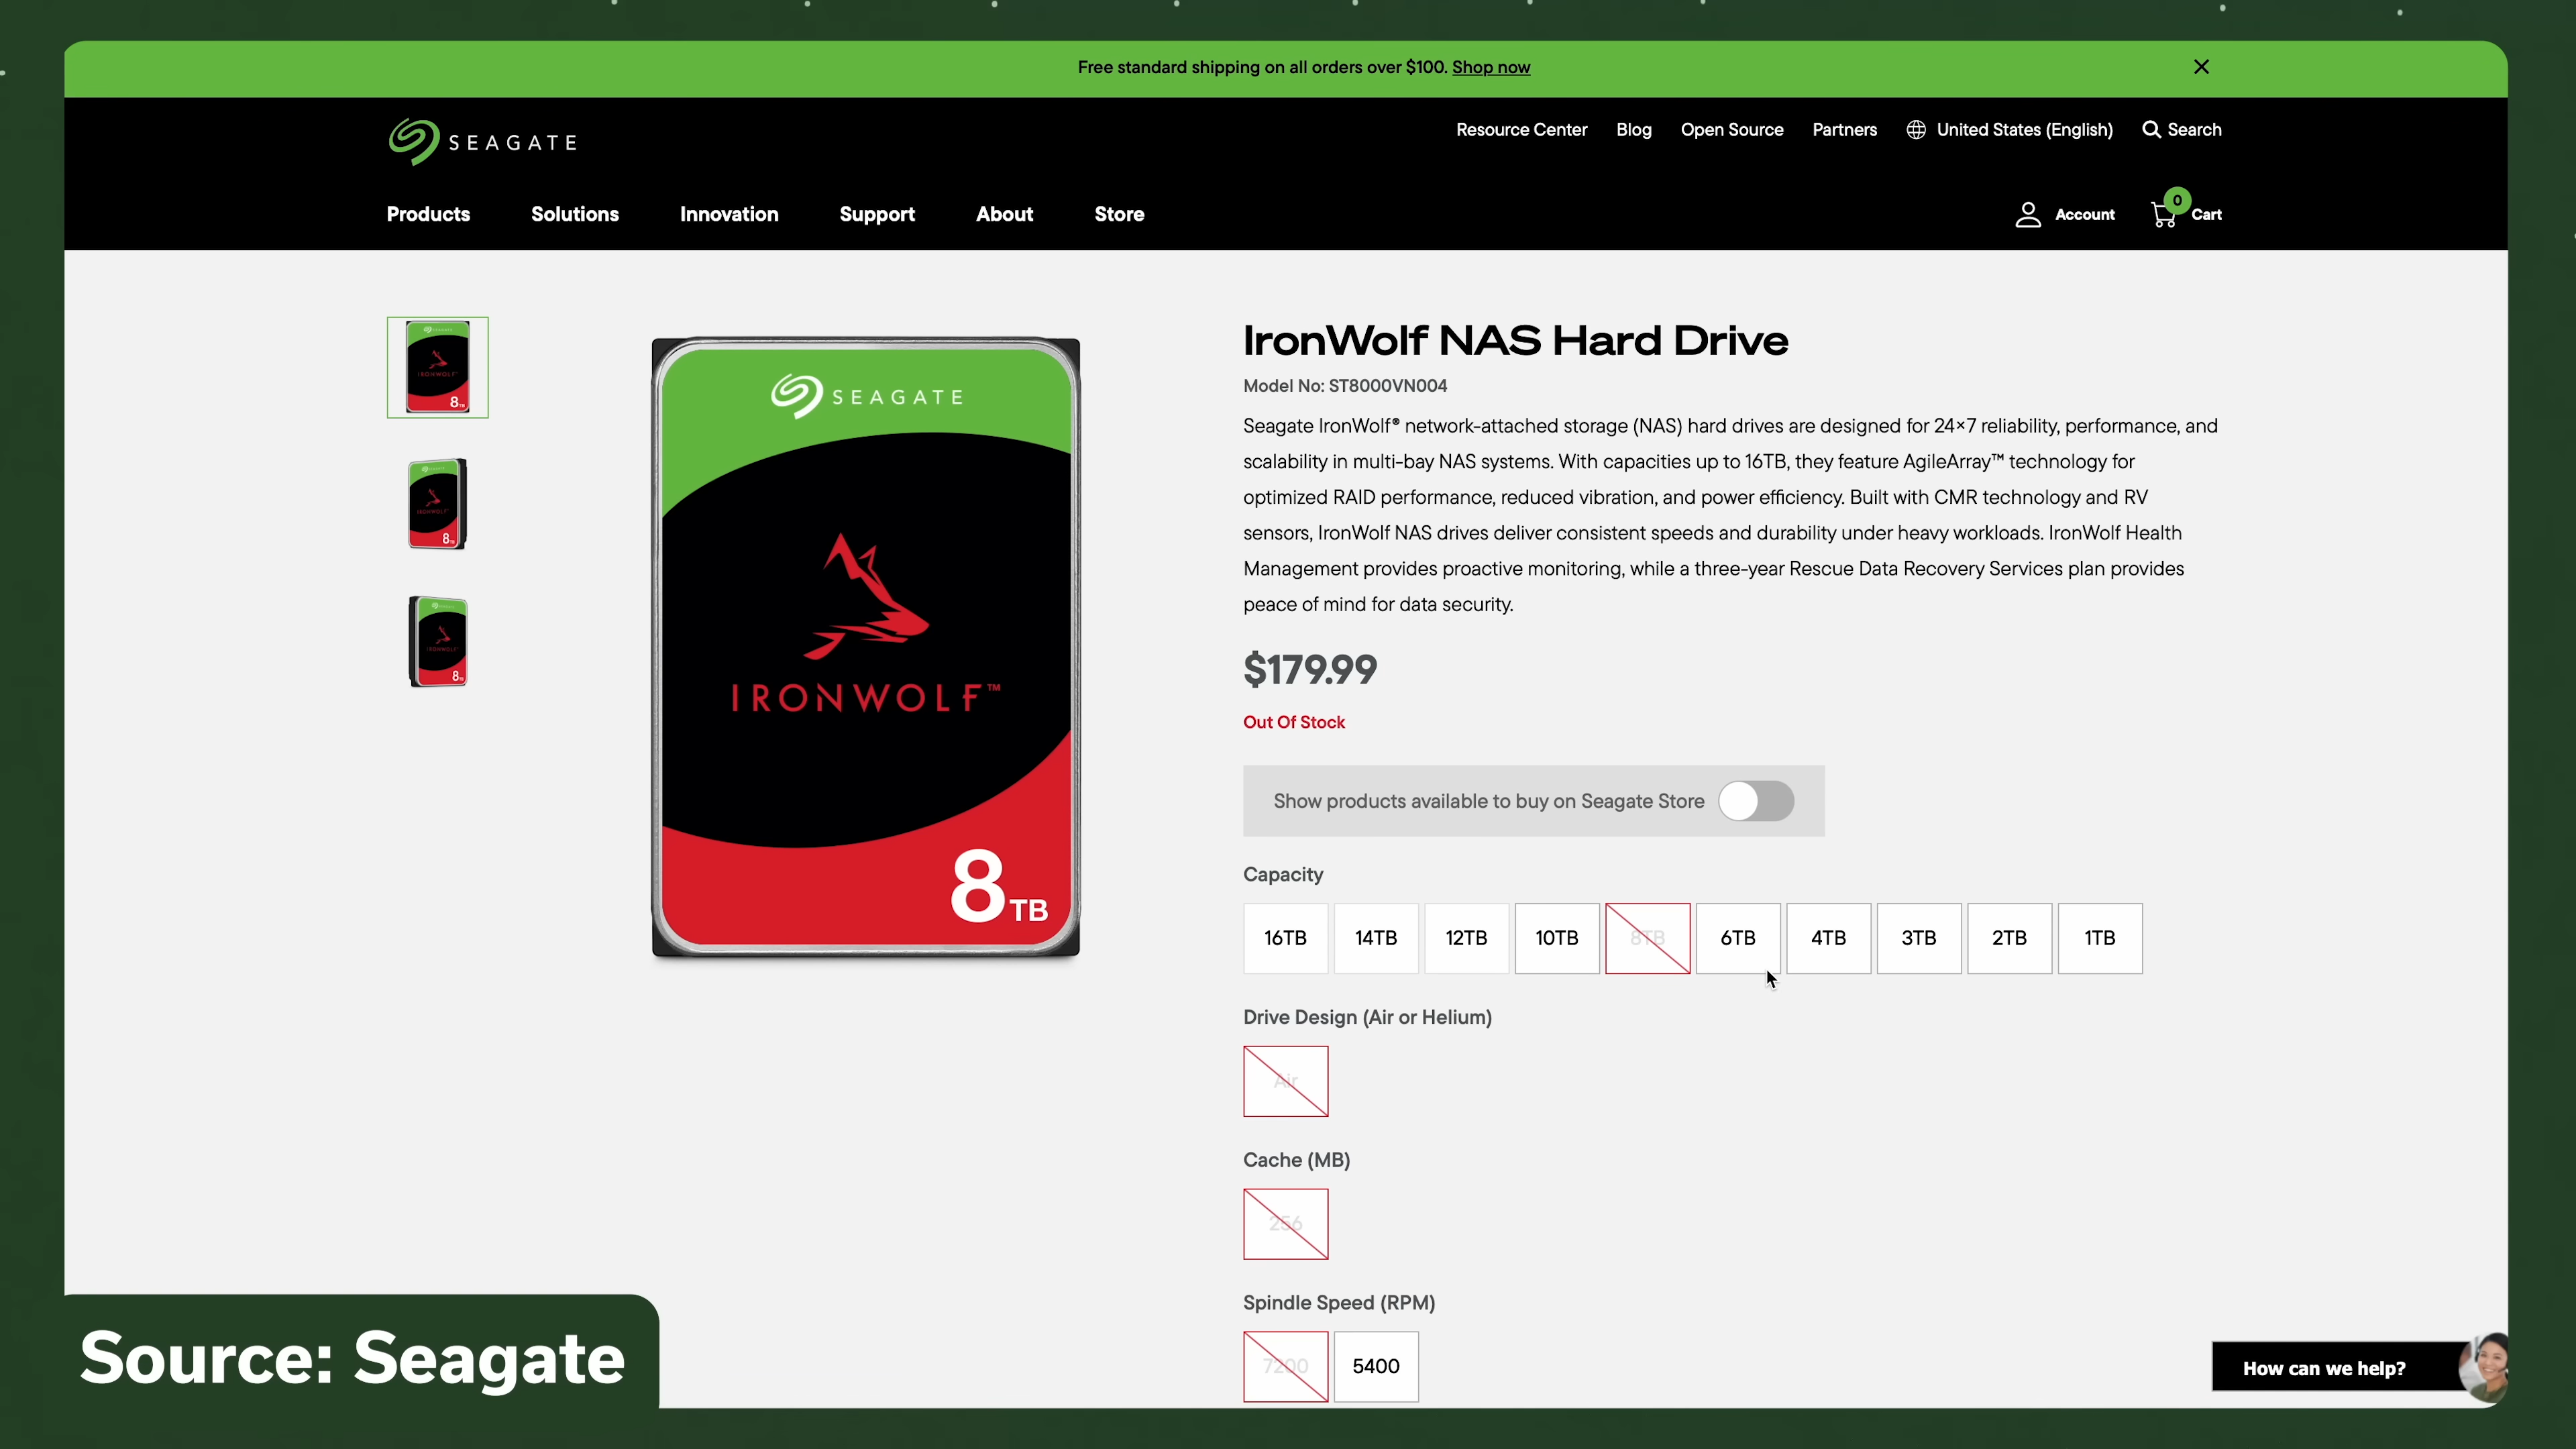 Free standard shipping on all orders over $100. Shop now
SEAGATE
Resource Center
Blog
Open Source
Partners
United States (English)
Search
Products
Solutions
Innovation
Support
About
Store
Account
0
Cart
SEAGATE
IRONWOLF™
8TB
IRONWOLF
8TB
IRONWOLF
8TB
IRONWOLF
8TB
IronWolf NAS Hard Drive
Model No: ST8000VN004
Seagate IronWolf® network-attached storage (NAS) hard drives are designed for 24×7 reliability, performance, and
scalability in multi-bay NAS systems. With capacities up to 16TB, they feature AgileArray™ technology for
optimized RAID performance, reduced vibration, and power efficiency. Built with CMR technology and RV
sensors, IronWolf NAS drives deliver consistent speeds and durability under heavy workloads. IronWolf Health
Management provides proactive monitoring, while a three-year Rescue Data Recovery Services plan provides
peace of mind for data security.
$179.99
Out Of Stock
Show products available to buy on Seagate Store
Capacity
16TB
14TB
12TB
10TB
8TB
6TB
4TB
3TB
2TB
1TB
Drive Design (Air or Helium)
Air
Cache (MB)
256
Spindle Speed (RPM)
7200
5400
How can we help?
Source: Seagate